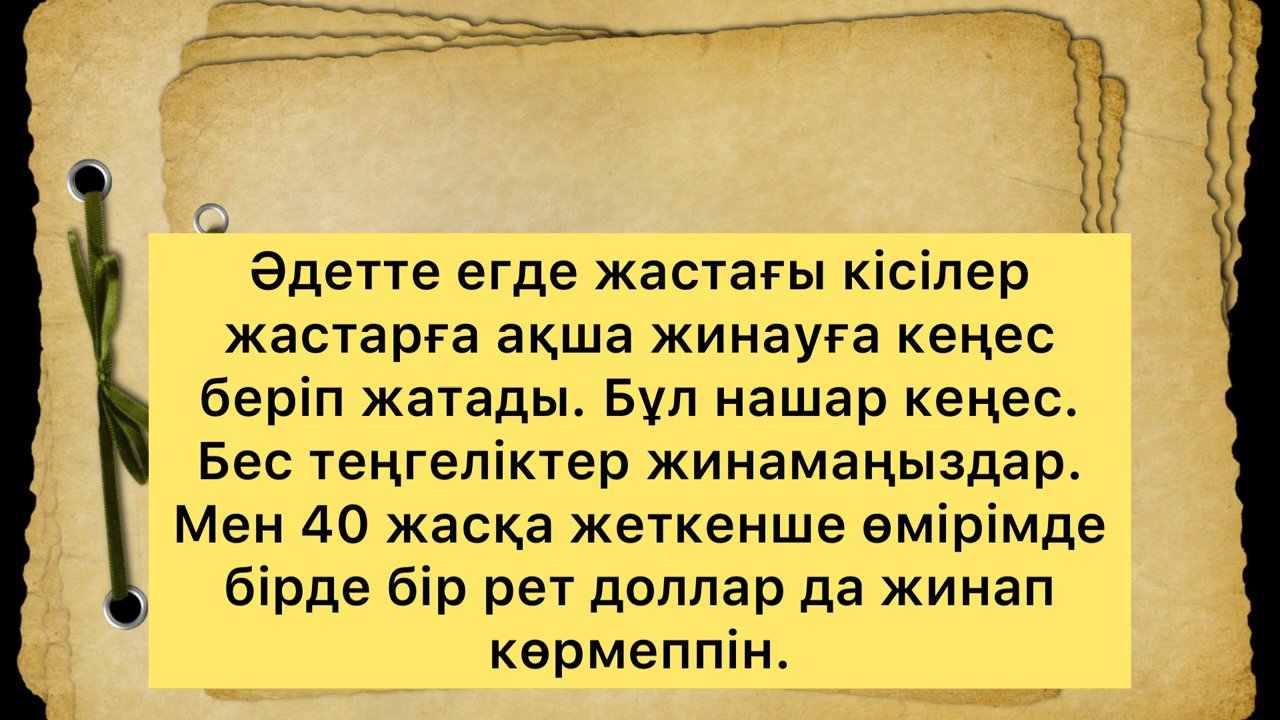 Әдетте егде жастағы кісілер
жастарға ақша жинауға кеңес
беріп жатады. Бұл нашар кеңес.
Бес теңгеліктер жинамаңыздар.
Мен 40 жасқа жеткенше өмірімде
бірде бір рет доллар да жинап
көрмеппін.